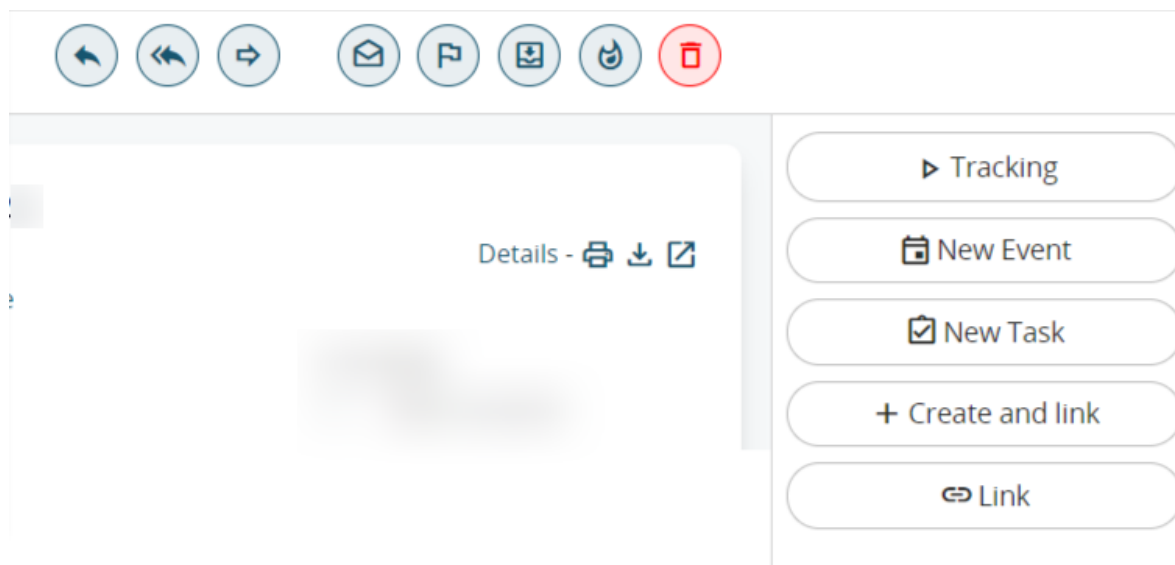 Tracking
Details -
New Event
New Task
+ Create and link
Link